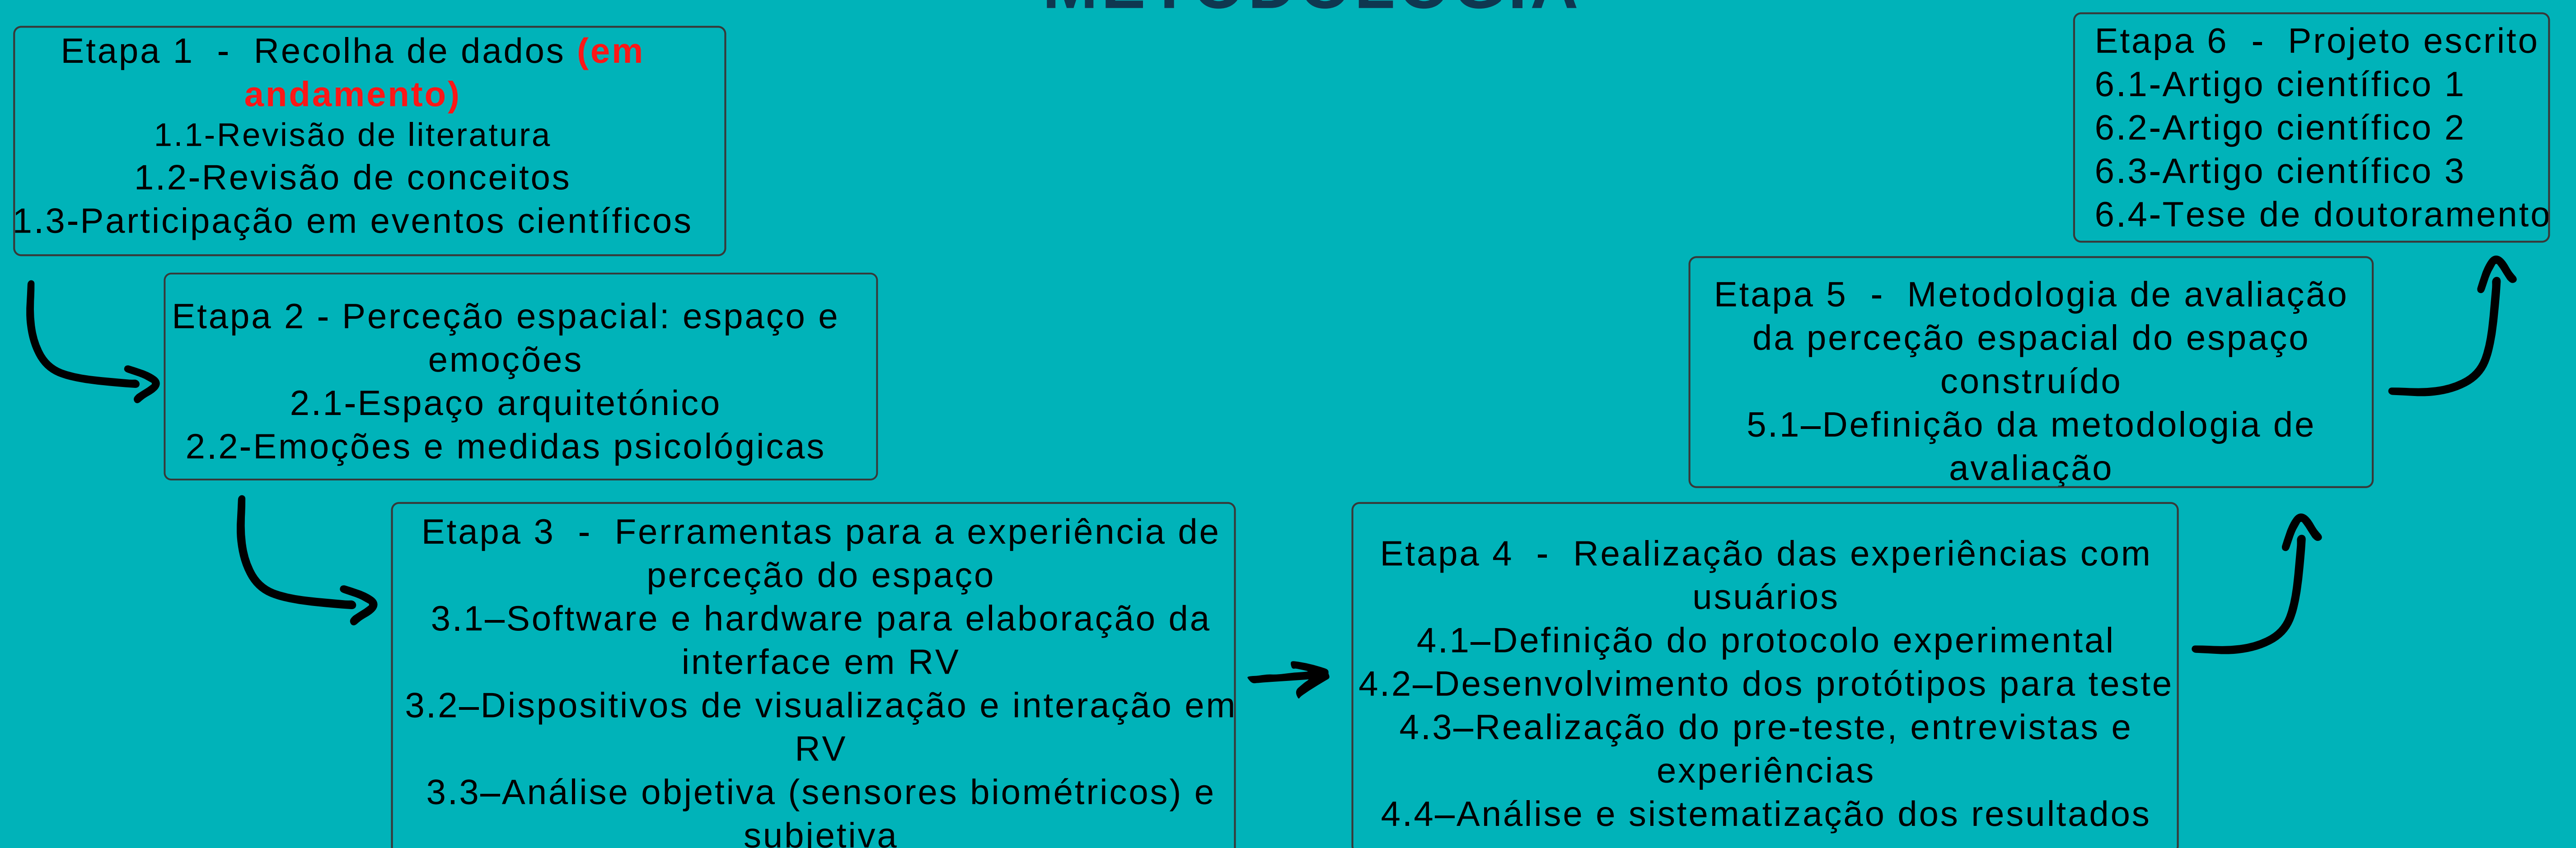 METODOLOGIA
Etapa 1 - Recolha de dados (em
andamento)
1.1-Revisão de literatura
1.2-Revisão de conceitos
1.3-Participação em eventos científicos
Etapa 2 - Perceção espacial: espaço e
emoções
2.1-Espaço arquitetónico
2.2-Emoções e medidas psicológicas
Etapa 3 - Ferramentas para a experiência de
perceção do espaço
3.1–Software e hardware para elaboração da
interface em RV
3.2–Dispositivos de visualização e interação em
RV
3.3–Análise objetiva (sensores biométricos) e
subjetiva
Etapa 4 - Realização das experiências com
usuários
4.1–Definição do protocolo experimental
4.2–Desenvolvimento dos protótipos para teste
4.3–Realização do pre-teste, entrevistas e
experiências
4.4–Análise e sistematização dos resultados
Etapa 5 - Metodologia de avaliação
da perceção espacial do espaço
construído
5.1–Definição da metodologia de
avaliação
Etapa 6 - Projeto escrito
6.1-Artigo científico 1
6.2-Artigo científico 2
6.3-Artigo científico 3
6.4-Tese de doutoramento